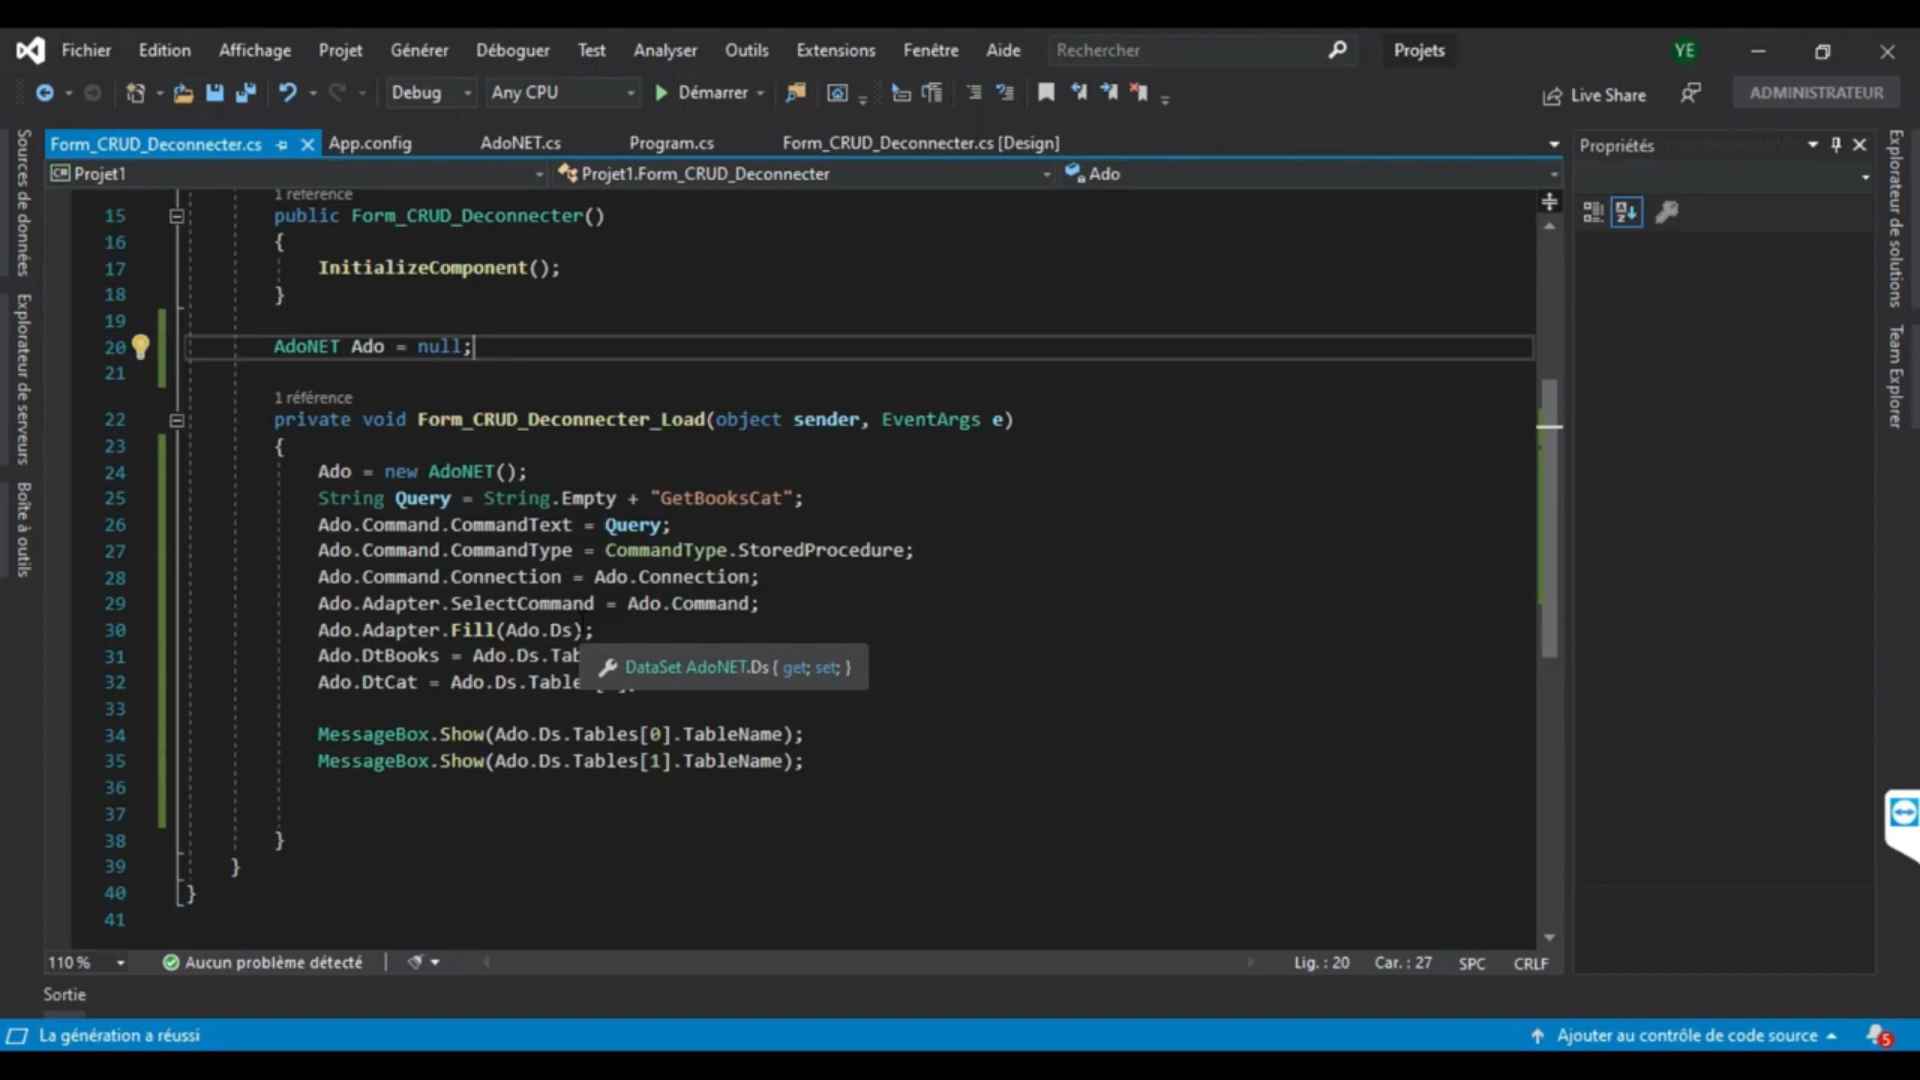 Fichier Edition Affichage Projet Générer Déboguer Test Analyser Outils Extensions Fenêtre Aide Rechercher Projets YE
Debug Any CPU Démarrer Live Share ADMINISTRATEUR
Form_CRUD_Deconnecter.cs App.config AdoNET.cs Program.cs Form_CRUD_Deconnecter.cs [Design] Propriétés
Projet1 Projet1.Form_CRUD_Deconnecter Ado
Sources de données
Explorateur de serveurs
Boîte à outils
1 référence
15 public Form_CRUD_Deconnecter()
16 {
17 InitializeComponent();
18 }
19
20 AdoNET Ado = null;
21
1 référence
22 private void Form_CRUD_Deconnecter_Load(object sender, EventArgs e)
23 {
24 Ado = new AdoNET();
25 String Query = String.Empty + "GetBooksCat";
26 Ado.Command.CommandText = Query;
27 Ado.Command.CommandType = CommandType.StoredProcedure;
28 Ado.Command.Connection = Ado.Connection;
29 Ado.Adapter.SelectCommand = Ado.Command;
30 Ado.Adapter.Fill(Ado.Ds);
31 Ado.DtBooks = Ado.Ds.Tab
DataSet AdoNET.Ds { get; set; }
32 Ado.DtCat = Ado.Ds.Table
33
34 MessageBox.Show(Ado.Ds.Tables[0].TableName);
35 MessageBox.Show(Ado.Ds.Tables[1].TableName);
36
37
38 }
39 }
40 }
41
Explorateur de solutions
Team Explorer
110 % Aucun problème détecté Lig. : 20 Car. : 27 SPC CRLF
Sortie
La génération a réussi Ajouter au contrôle de code source 5